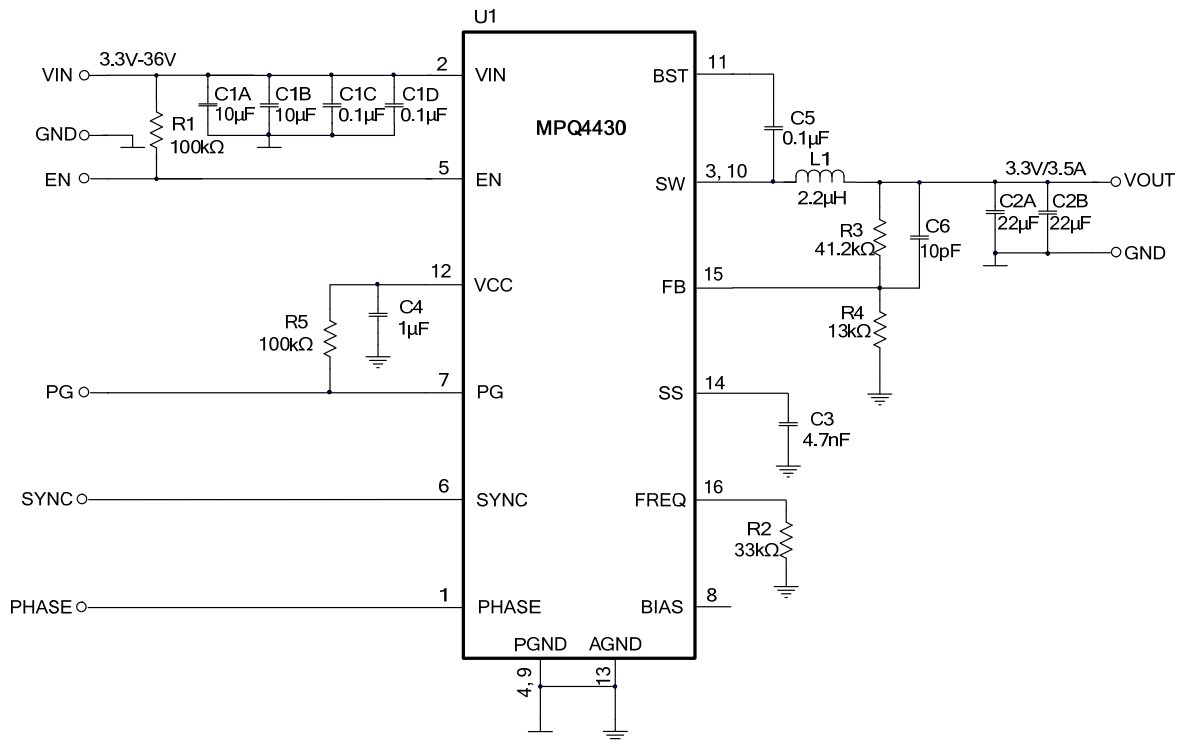 U1
MPQ4430
VIN
3.3V-36V
2
VIN
C1A
10µF
C1B
10µF
C1C
0.1µF
C1D
0.1µF
GND
R1
100kΩ
EN
5
EN
12
VCC
C4
1µF
R5
100kΩ
PG
7
PG
SYNC
6
SYNC
PHASE
1
PHASE
BST
11
C5
0.1µF
SW
3, 10
L1
2.2µH
3.3V/3.5A
VOUT
C2A
22µF
C2B
22µF
GND
R3
41.2kΩ
C6
10pF
FB
15
R4
13kΩ
SS
14
C3
4.7nF
FREQ
16
R2
33kΩ
BIAS
8
PGND
AGND
4, 9
13